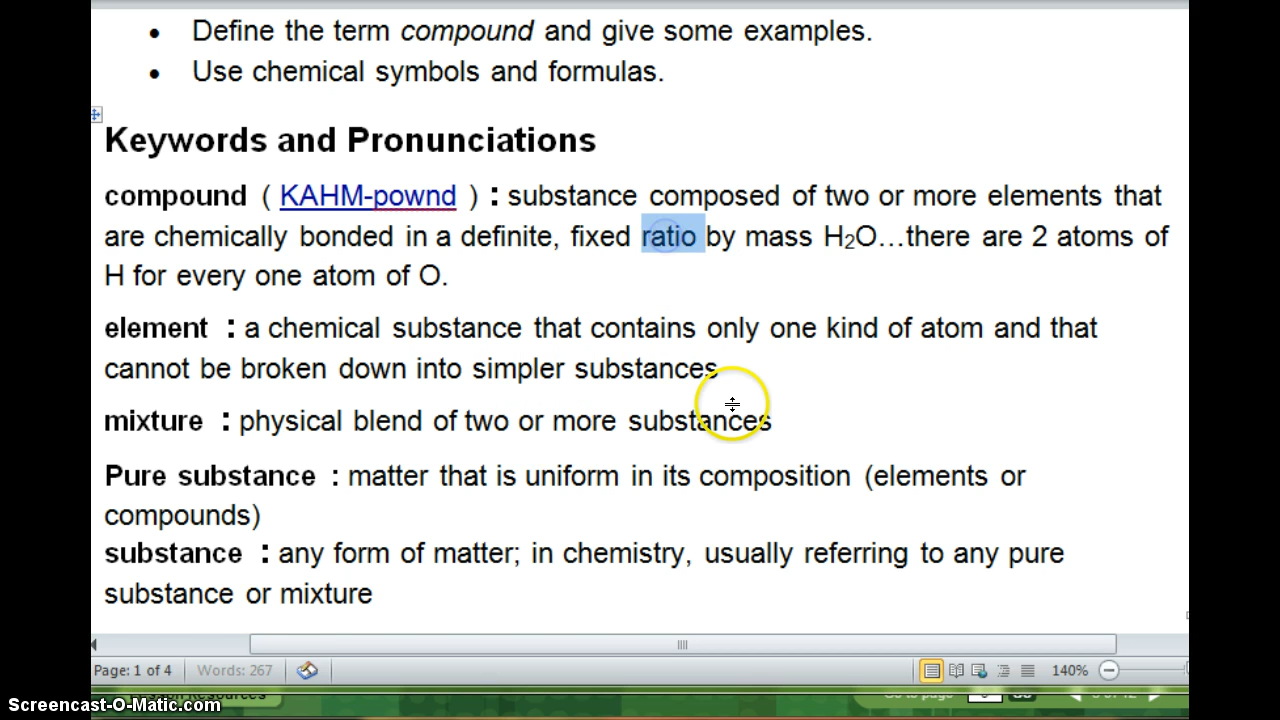 Define the term compound and give some examples.
Use chemical symbols and formulas.
Keywords and Pronunciations
compound ( KAHM-pownd ) : substance composed of two or more elements that
are chemically bonded in a definite, fixed ratio by mass H₂O…there are 2 atoms of
H for every one atom of O.
element : a chemical substance that contains only one kind of atom and that
cannot be broken down into simpler substances
mixture : physical blend of two or more substances
Pure substance : matter that is uniform in its composition (elements or
compounds)
substance : any form of matter; in chemistry, usually referring to any pure
substance or mixture
Page: 1 of 4 Words: 267 140%
Screencast-O-Matic.com